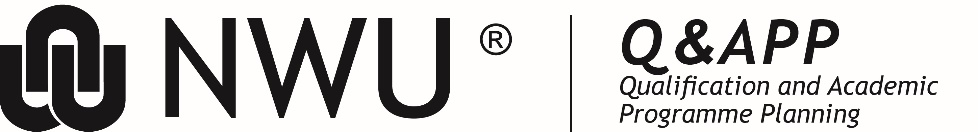 NWU®
Q&APP
Qualification and Academic
Programme Planning